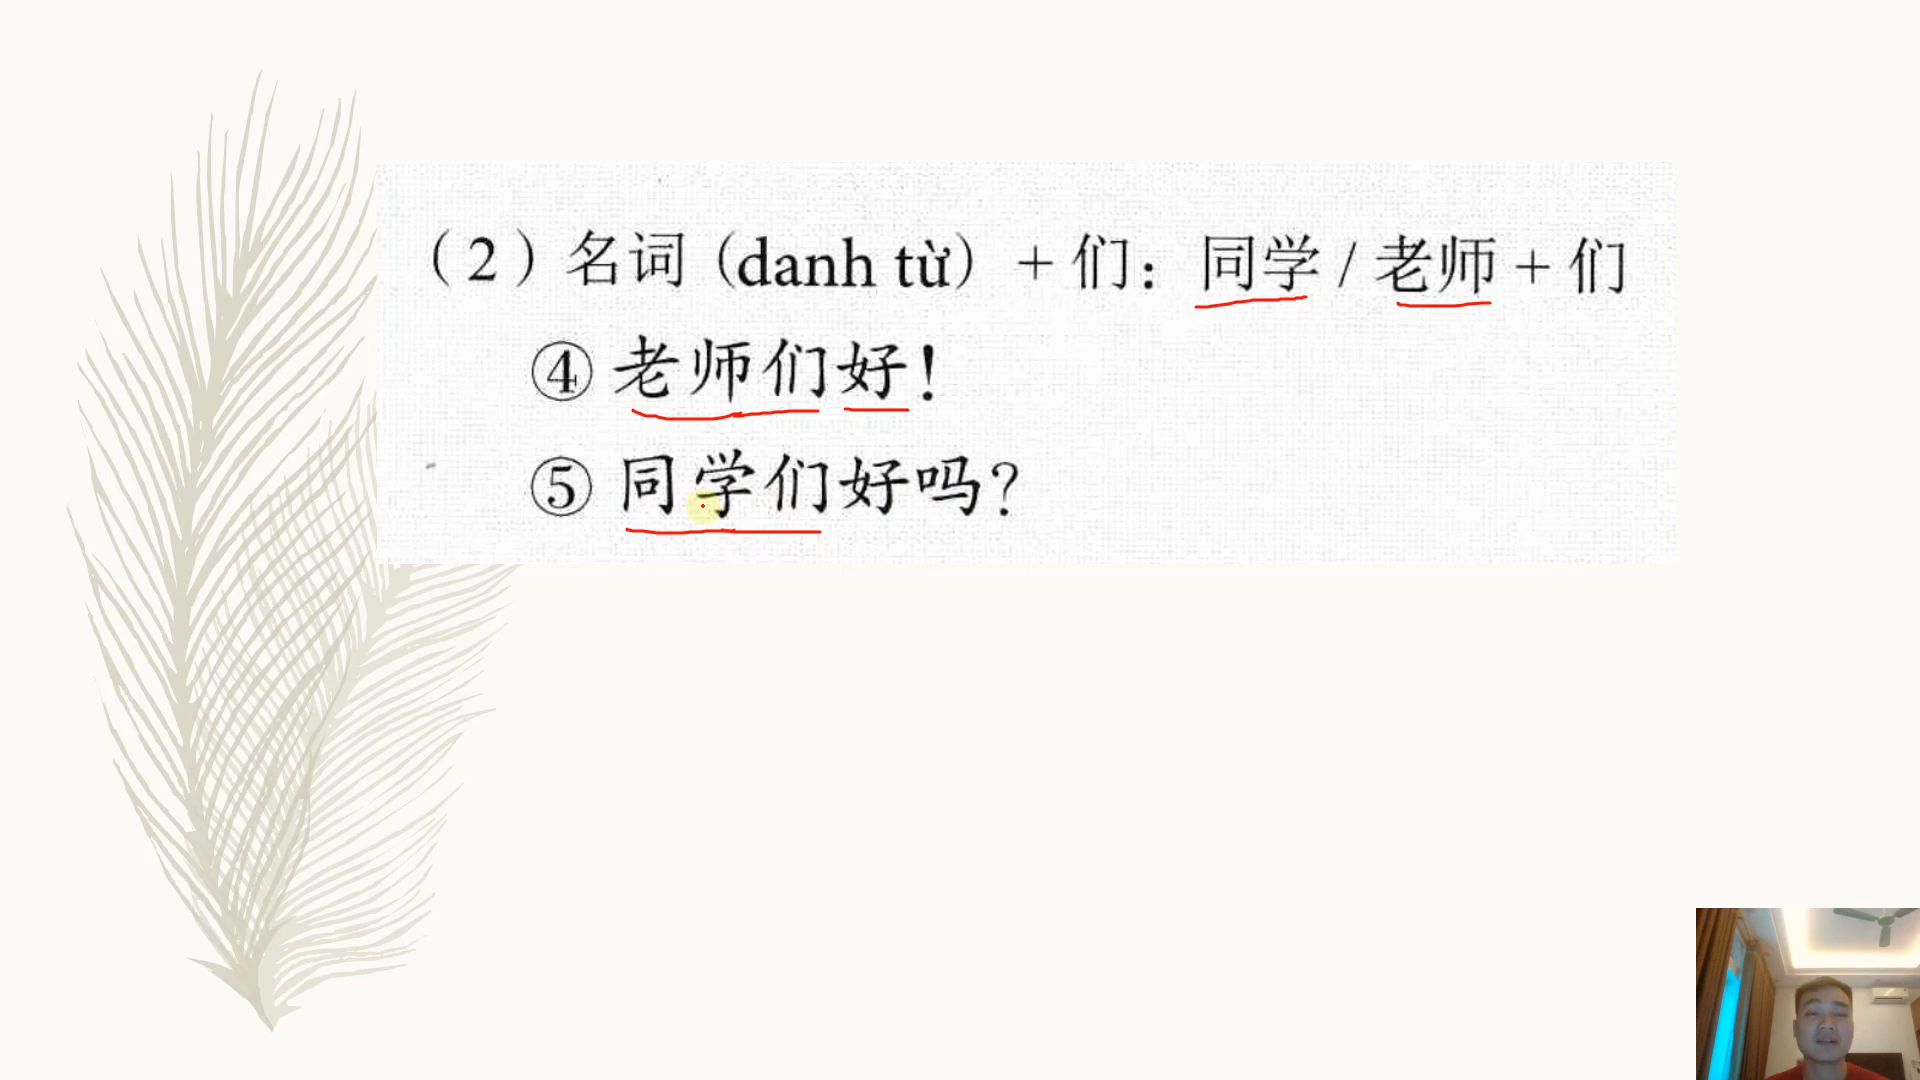 （2）名词（danh từ）+ 们：同学 / 老师 + 们
④ 老师们好！
⑤ 同学们好吗？